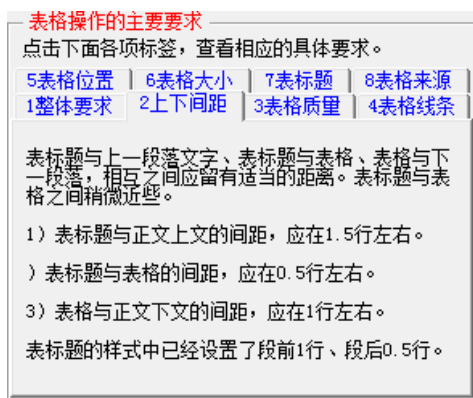 表格操作的主要要求
点击下面各项标签，查看相应的具体要求。
5表格位置 6表格大小 7表标题 8表格来源
1整体要求 2上下间距 3表格质量 4表格线条
表标题与上一段落文字、表标题与表格、表格与下
一段落，相互之间应留有适当的距离。表标题与表
格之间稍微近些。
1）表标题与正文上文的间距，应在1.5行左右。
）表标题与表格的间距，应在0.5行左右。
3）表格与正文下文的间距，应在1行左右。
表标题的样式中已经设置了段前1行、段后0.5行。